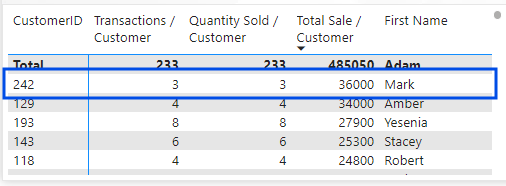 CustomerID Transactions / Customer Quantity Sold / Customer Total Sale / Customer First Name
Total 233 233 485050 Adam
242 3 3 36000 Mark
129 4 4 34000 Amber
193 8 8 27900 Yesenia
143 6 6 25300 Stacey
118 4 4 24800 Robert